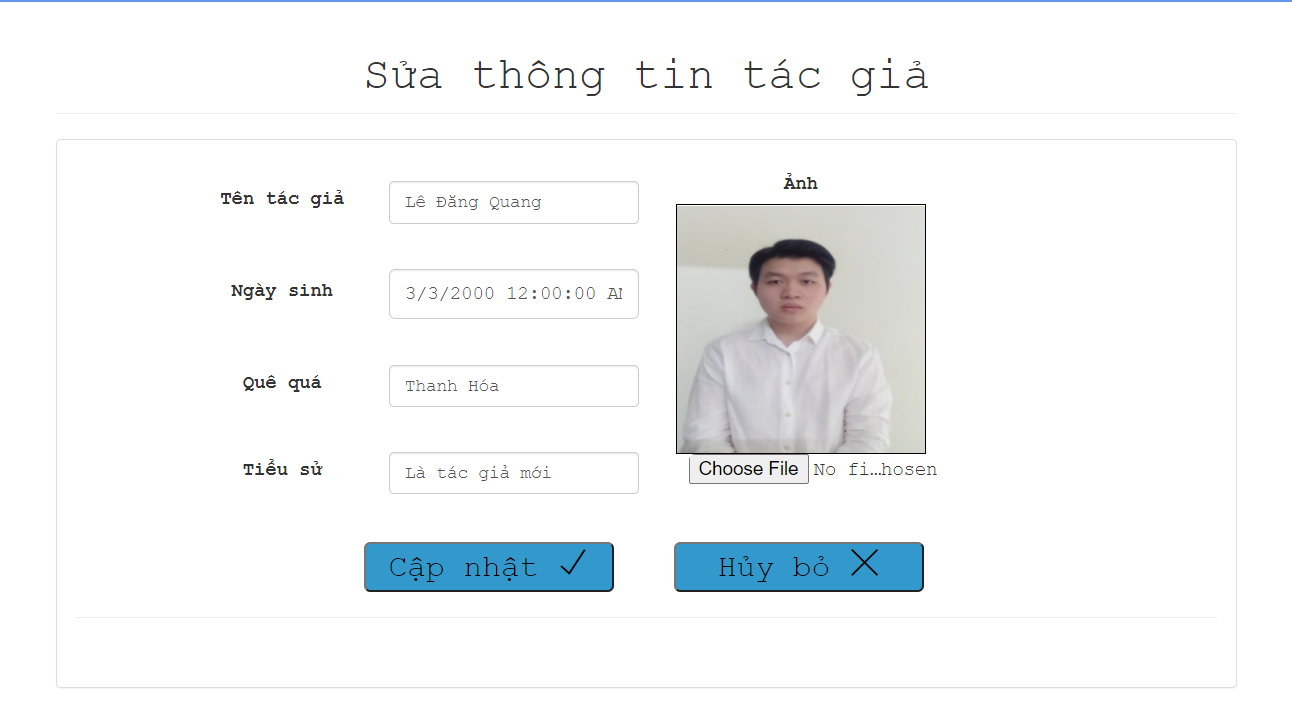 Sửa thông tin tác giả
Tên tác giả
Lê Đăng Quang
Ngày sinh
3/3/2000 12:00:00 AM
Quê quá
Thanh Hóa
Tiểu sử
Là tác giả mới
Ảnh
Choose File No fi…hosen
Cập nhật
Hủy bỏ